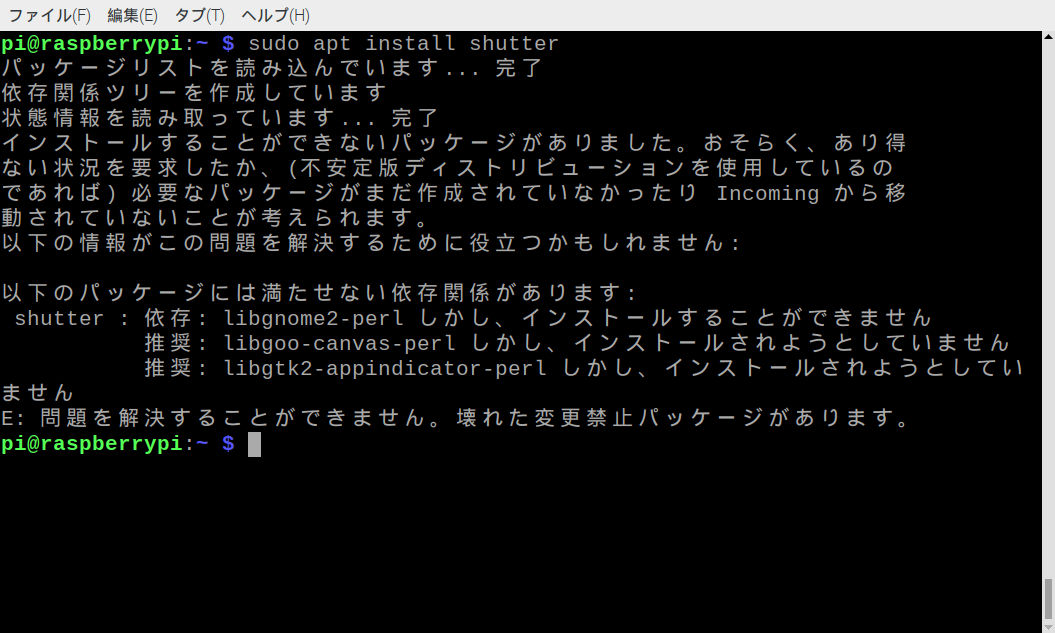 ファイル(F) 編集(E) タブ(T) ヘルプ(H)
pi@raspberrypi:~ $ sudo apt install shutter
パッケージリストを読み込んでいます... 完了
依存関係ツリーを作成しています
状態情報を読み取っています... 完了
インストールすることができないパッケージがありました。おそらく、あり得
ない状況を要求したか、(不安定版ディストリビューションを使用しているの
であれば) 必要なパッケージがまだ作成されていなかったり Incoming から移
動されていないことが考えられます。
以下の情報がこの問題を解決するために役立つかもしれません:
以下のパッケージには満たせない依存関係があります:
shutter : 依存: libgnome2-perl しかし、インストールすることができません
推奨: libgoo-canvas-perl しかし、インストールされようとしていません
推奨: libgtk2-appindicator-perl しかし、インストールされようとしてい
ません
E: 問題を解決することができません。壊れた変更禁止パッケージがあります。
pi@raspberrypi:~ $